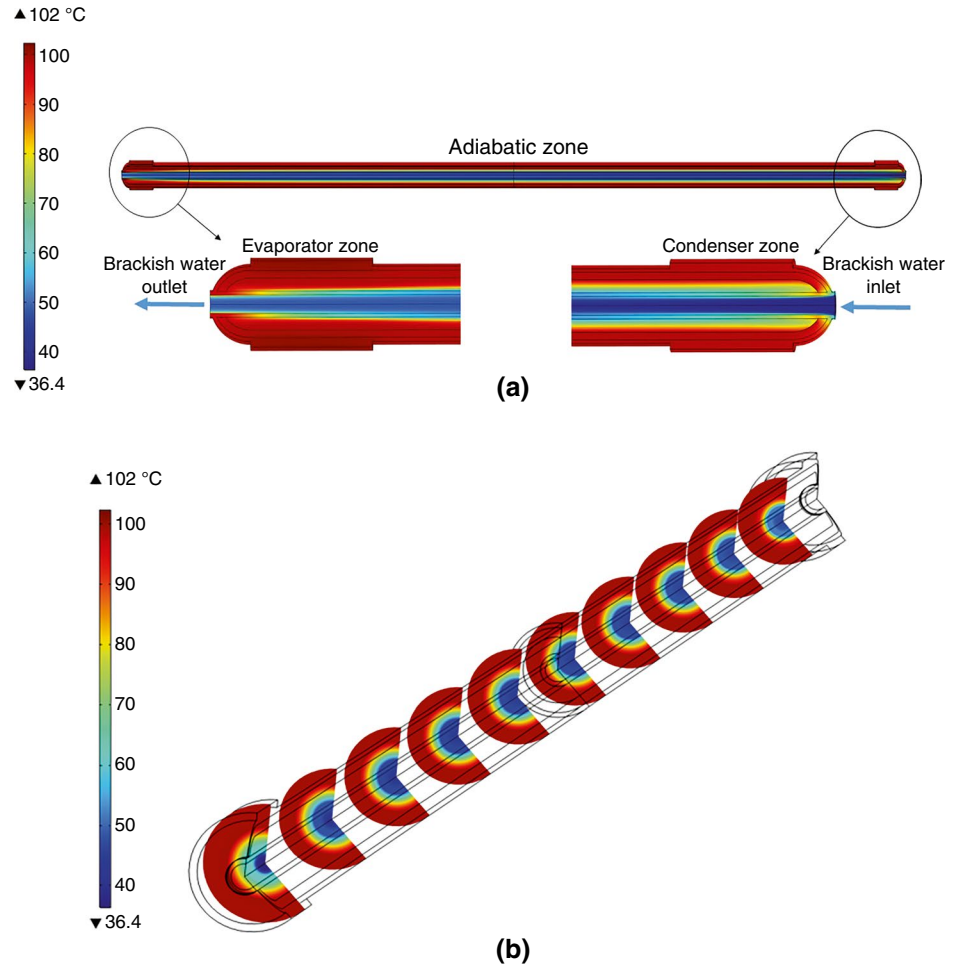 ▲ 102 °C
100
90
80
70
60
50
40
▼ 36.4
Adiabatic zone
Evaporator zone
Condenser zone
Brackish water
outlet
Brackish water
inlet
(a)
▲ 102 °C
100
90
80
70
60
50
40
▼ 36.4
(b)